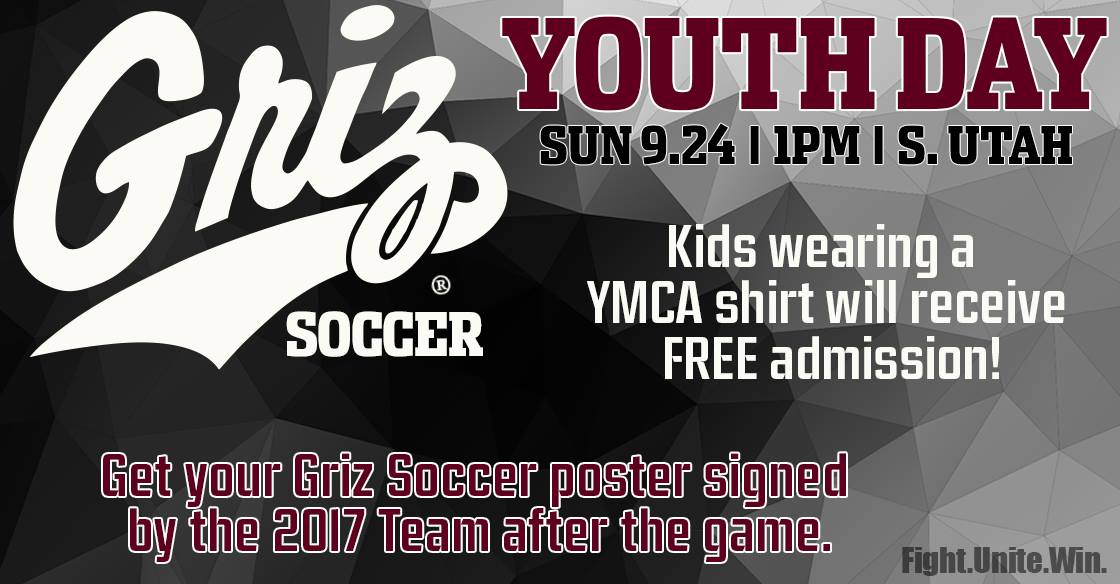 Griz
®
SOCCER
YOUTH DAY
SUN 9.24 | 1PM | S. UTAH
Kids wearing a
YMCA shirt will receive
FREE admission!
Get your Griz Soccer poster signed
by the 2017 Team after the game.
Fight.Unite.Win.